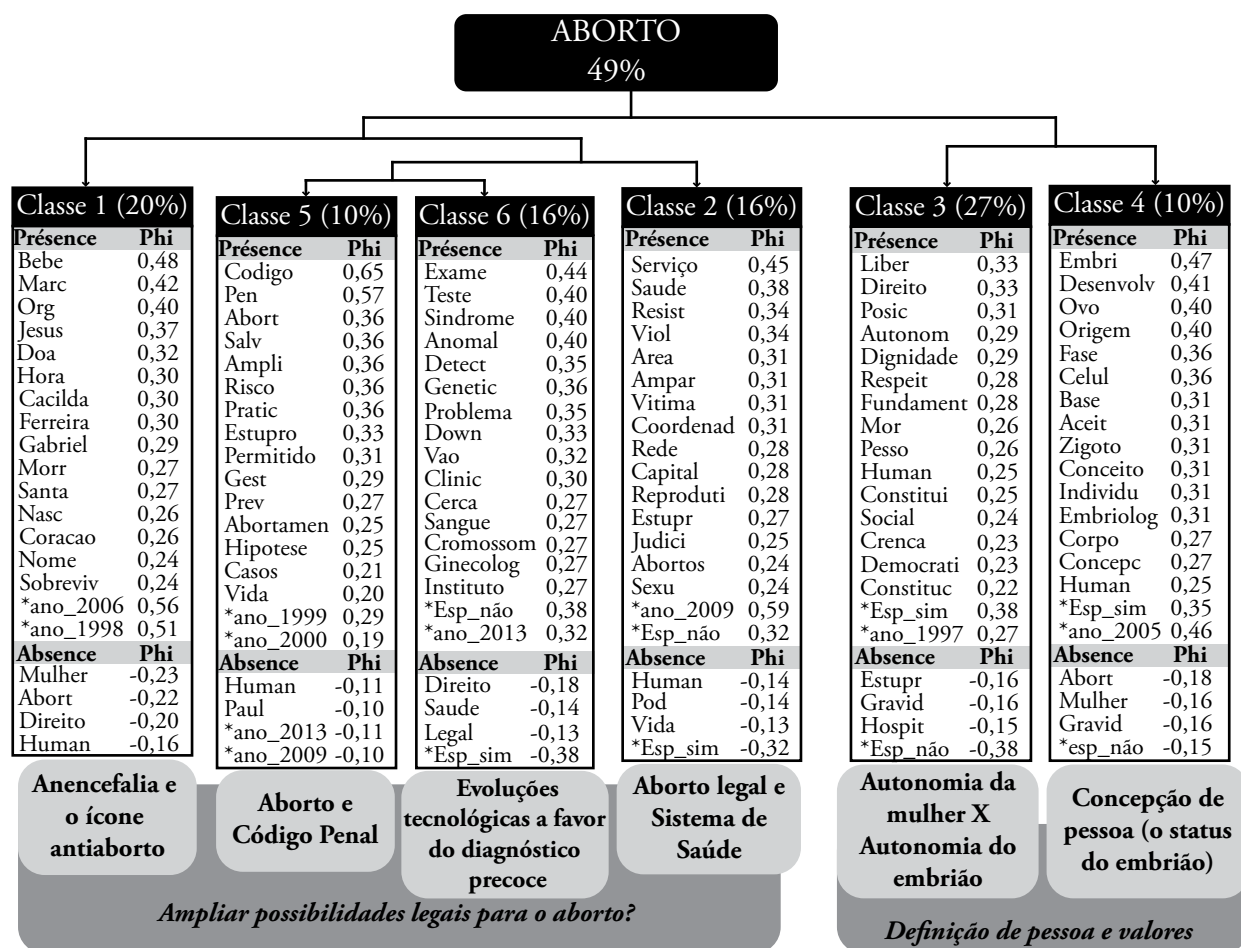 ABORTO
49%
Classe 1 (20%)
Présence Phi
Bebe 0,48
Marc 0,42
Org 0,40
Jesus 0,37
Doa 0,32
Hora 0,30
Cacilda 0,30
Ferreira 0,30
Gabriel 0,29
Morr 0,27
Santa 0,27
Nasc 0,26
Coracao 0,26
Nome 0,24
Sobreviv 0,24
*ano_2006 0,56
*ano_1998 0,51
Absence Phi
Mulher -0,23
Abort -0,22
Direito -0,20
Human -0,16
Anencefalia e
o ícone
antiaborto
Classe 5 (10%)
Présence Phi
Codigo 0,65
Pen 0,57
Abort 0,36
Salv 0,36
Ampli 0,36
Risco 0,36
Pratic 0,36
Estupro 0,33
Permitido 0,31
Gest 0,29
Prev 0,27
Abortamen 0,25
Hipotese 0,25
Casos 0,21
Vida 0,20
*ano_1999 0,29
*ano_2000 0,19
Absence Phi
Human -0,11
Paul -0,10
*ano_2013 -0,11
*ano_2009 -0,10
Aborto e
Código Penal
Classe 6 (16%)
Présence Phi
Exame 0,44
Teste 0,40
Sindrome 0,40
Anomal 0,40
Detect 0,35
Genetic 0,36
Problema 0,35
Down 0,33
Vao 0,32
Clinic 0,30
Cerca 0,27
Sangue 0,27
Cromossom 0,27
Ginecolog 0,27
Instituto 0,27
*Esp_não 0,38
*ano_2013 0,32
Absence Phi
Direito -0,18
Saude -0,14
Legal -0,13
*Esp_sim -0,38
Evoluções
tecnológicas a favor
do diagnóstico
precoce
Classe 2 (16%)
Présence Phi
Serviço 0,45
Saude 0,38
Resist 0,34
Viol 0,34
Area 0,31
Ampar 0,31
Vitima 0,31
Coordenad 0,31
Rede 0,28
Capital 0,28
Reproduti 0,28
Estupr 0,27
Judici 0,25
Abortos 0,24
Sexu 0,24
*ano_2009 0,59
*Esp_não 0,32
Absence Phi
Human -0,14
Pod -0,14
Vida -0,13
*Esp_sim -0,32
Aborto legal e
Sistema de
Saúde
Ampliar possibilidades legais para o aborto?
Classe 3 (27%)
Présence Phi
Liber 0,33
Direito 0,33
Posic 0,31
Autonom 0,29
Dignidade 0,29
Respeit 0,28
Fundament 0,28
Mor 0,26
Pesso 0,26
Human 0,25
Constitui 0,25
Social 0,24
Crenca 0,23
Democrati 0,23
Constituc 0,22
*Esp_sim 0,38
*ano_1997 0,27
Absence Phi
Estupr -0,16
Gravid -0,16
Hospit -0,15
*Esp_não -0,38
Autonomia da
mulher X
Autonomia do
embrião
Classe 4 (10%)
Présence Phi
Embri 0,47
Desenvolv 0,41
Ovo 0,40
Origem 0,40
Fase 0,36
Celul 0,36
Base 0,31
Aceit 0,31
Zigoto 0,31
Conceito 0,31
Individu 0,31
Embriolog 0,31
Corpo 0,27
Concepc 0,27
Human 0,25
*Esp_sim 0,35
*ano_2005 0,46
Absence Phi
Abort -0,18
Mulher -0,16
Gravid -0,16
*esp_não -0,15
Concepção de
pessoa (o status
do embrião)
Definição de pessoa e valores